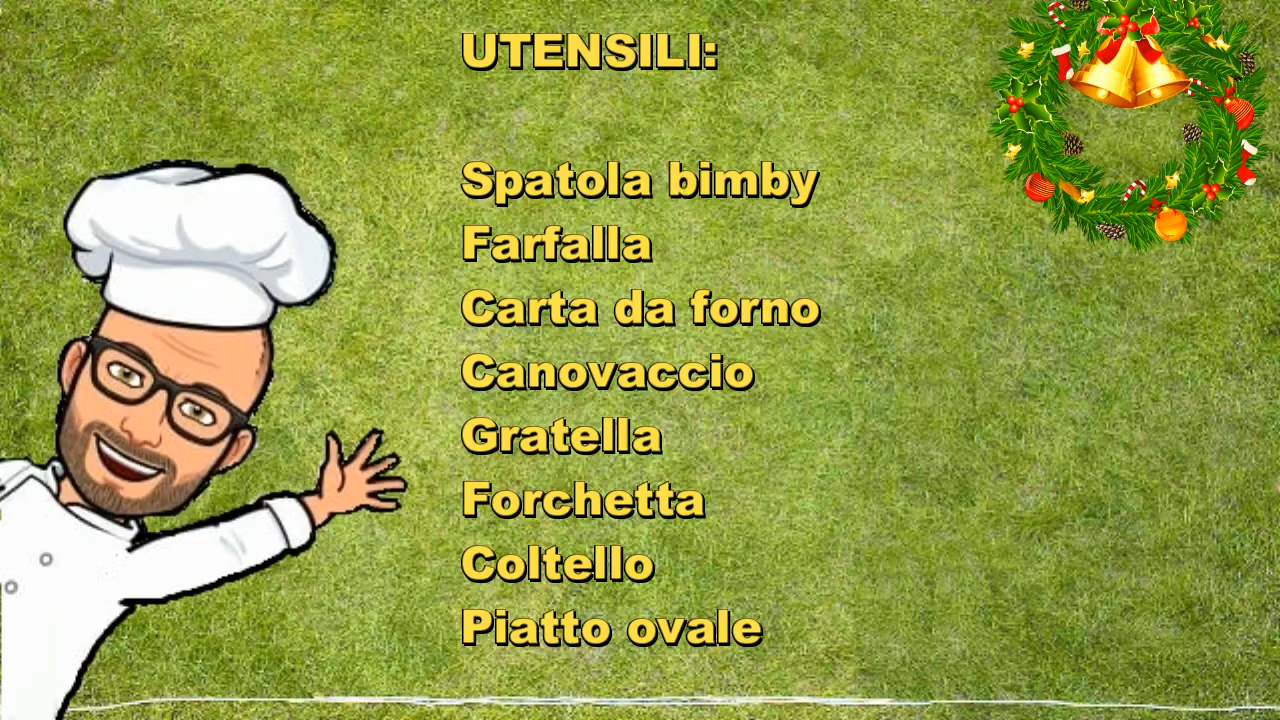 UTENSILI:
Spatola bimby
Farfalla
Carta da forno
Canovaccio
Gratella
Forchetta
Coltello
Piatto ovale